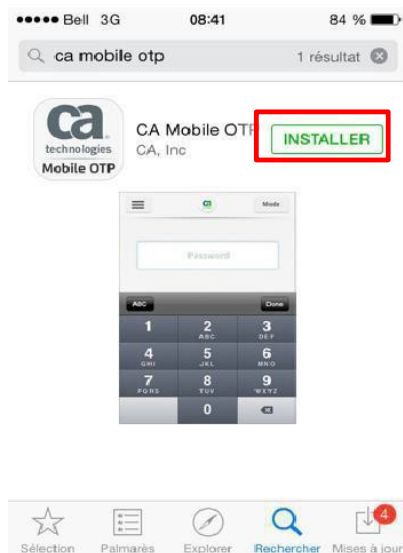 Bell 3G 08:41 84 %
ca mobile otp 1 résultat
ca
technologies
Mobile OTP
CA Mobile OTP
CA, Inc
INSTALLER
ca Mode
Password
ABC Done
1 2 3
ABC DEF
4 5 6
GHI JKL MNO
7 8 9
PQRS TUV WXYZ
0
4
Sélection Palmarès Explorer Rechercher Mises à jour